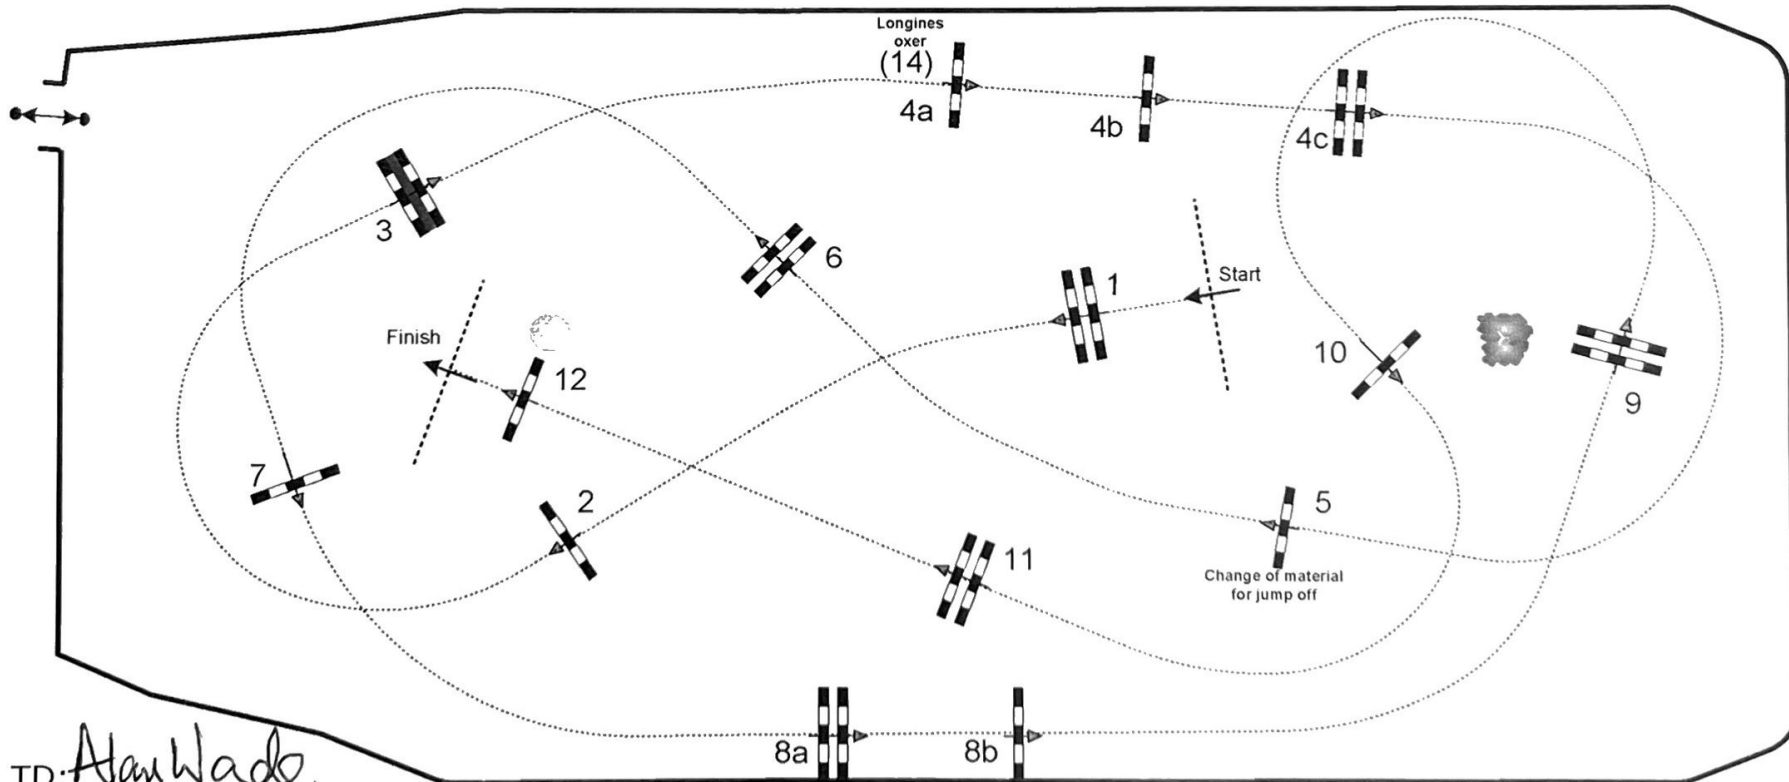 Longines
oxer
(14)
4a
4b
4c
3
6
1
Start
Finish
12
10
9
7
2
5
11
Change of material
for jump off
8a
8b
TD: Alan Wade.